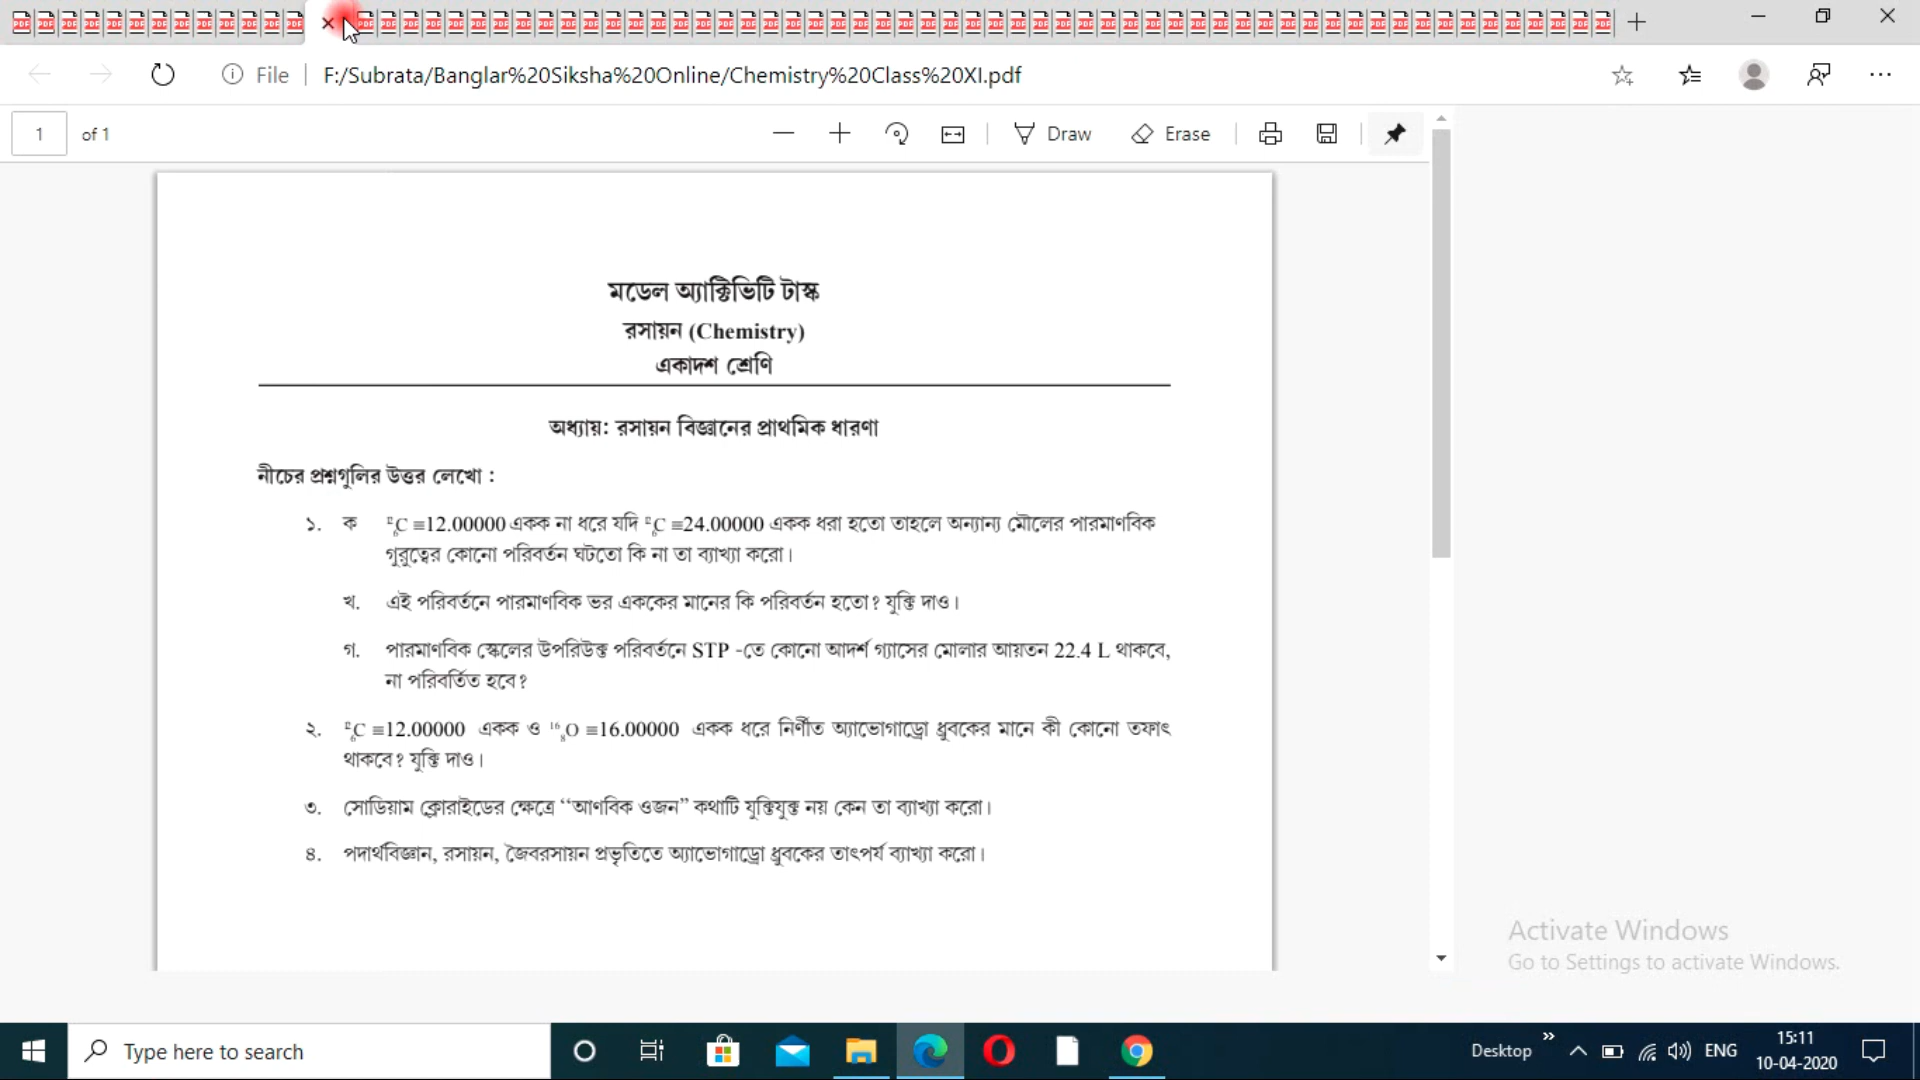 File F:/Subrata/Banglar%20Siksha%20Online/Chemistry%20Class%20XI.pdf
1 of 1 Draw Erase
মডেল অ্যাক্টিভিটি টাস্ক
রসায়ন (Chemistry)
একাদশ শ্রেণি
অধ্যায়: রসায়ন বিজ্ঞানের প্রাথমিক ধারণা
নীচের প্রশ্নগুলির উত্তর লেখো :
১. ক ¹²₆C ≡12.00000 একক না ধরে যদি ¹²₆C ≡24.00000 একক ধরা হতো তাহলে অন্যান্য মৌলের পারমাণবিক
গুরুত্বের কোনো পরিবর্তন ঘটতো কি না তা ব্যাখ্যা করো।
খ. এই পরিবর্তনে পারমাণবিক ভর এককের মানের কি পরিবর্তন হতো? যুক্তি দাও।
গ. পারমাণবিক স্কেলের উপরিউক্ত পরিবর্তনে STP -তে কোনো আদর্শ গ্যাসের মোলার আয়তন 22.4 L থাকবে,
না পরিবর্তিত হবে?
২. ¹²₆C ≡12.00000 একক ও ¹⁶₈O ≡16.00000 একক ধরে নির্ণীত অ্যাভোগাড্রো ধ্রুবকের মানে কী কোনো তফাৎ
থাকবে? যুক্তি দাও।
৩. সোডিয়াম ক্লোরাইডের ক্ষেত্রে ‘‘আণবিক ওজন” কথাটি যুক্তিযুক্ত নয় কেন তা ব্যাখ্যা করো।
৪. পদার্থবিজ্ঞান, রসায়ন, জৈবরসায়ন প্রভৃতিতে অ্যাভোগাড্রো ধ্রুবকের তাৎপর্য ব্যাখ্যা করো।
Activate Windows
Go to Settings to activate Windows.
Type here to search
Desktop
ENG
15:11
10-04-2020